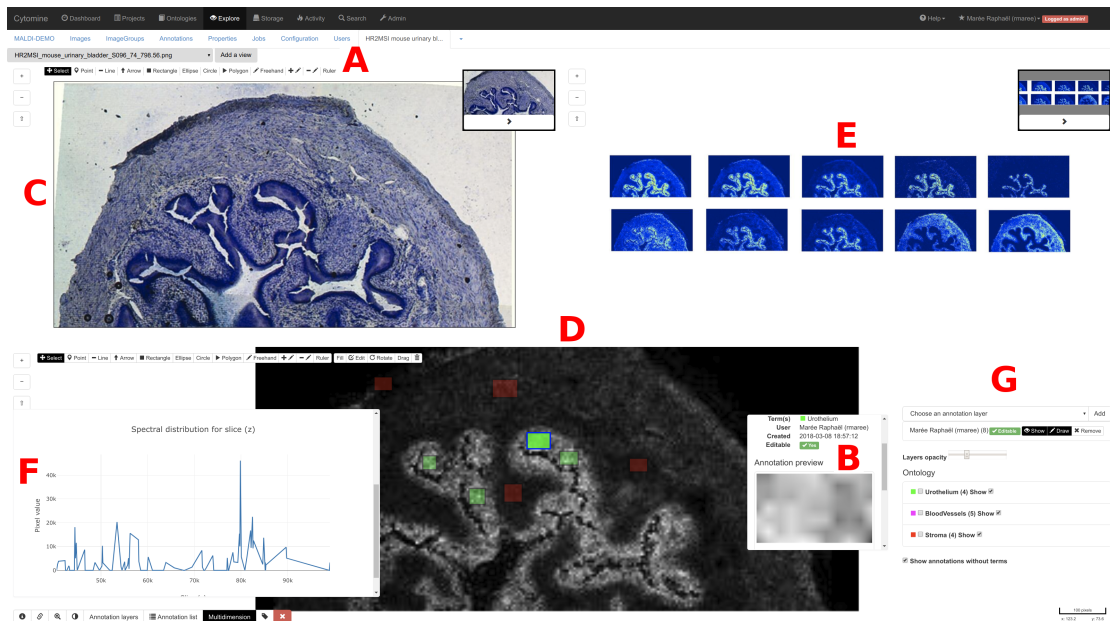 Cytomine Dashboard Projects Ontologies Explore Storage Activity Search Admin Help Marée Raphaël (rmaree) Logged as admin!
MALDI-DEMO Images ImageGroups Annotations Properties Jobs Configuration Users HR2MSI mouse urinary bl...
HR2MSI_mouse_urinary_bladder_S096_74_798.56.png Add a view
A
Select Point Line Arrow Rectangle Ellipse Circle Polygon Freehand Ruler
E
C
D
Select Point Line Arrow Rectangle Ellipse Circle Polygon Freehand Ruler Fill Edit Rotate Drag
G
Choose an annotation layer Add
Marée Raphaël (rmaree) (8) Editable Show Draw Remove
Layers opacity
Ontology
Urothelium (4) Show
BloodVessels (5) Show
Stroma (4) Show
Show annotations without terms
Term(s) Urothelium
User Marée Raphaël (rmaree)
Created 2018-03-08 18:57:12
Editable Yes
B
Annotation preview
Spectral distribution for slice (z)
F
Pixel value
40k
30k
20k
10k
0
50k 60k 70k 80k 90k
Annotation layers Annotation list Multidimension
100 pixels
x: 123.2 y: 73.6